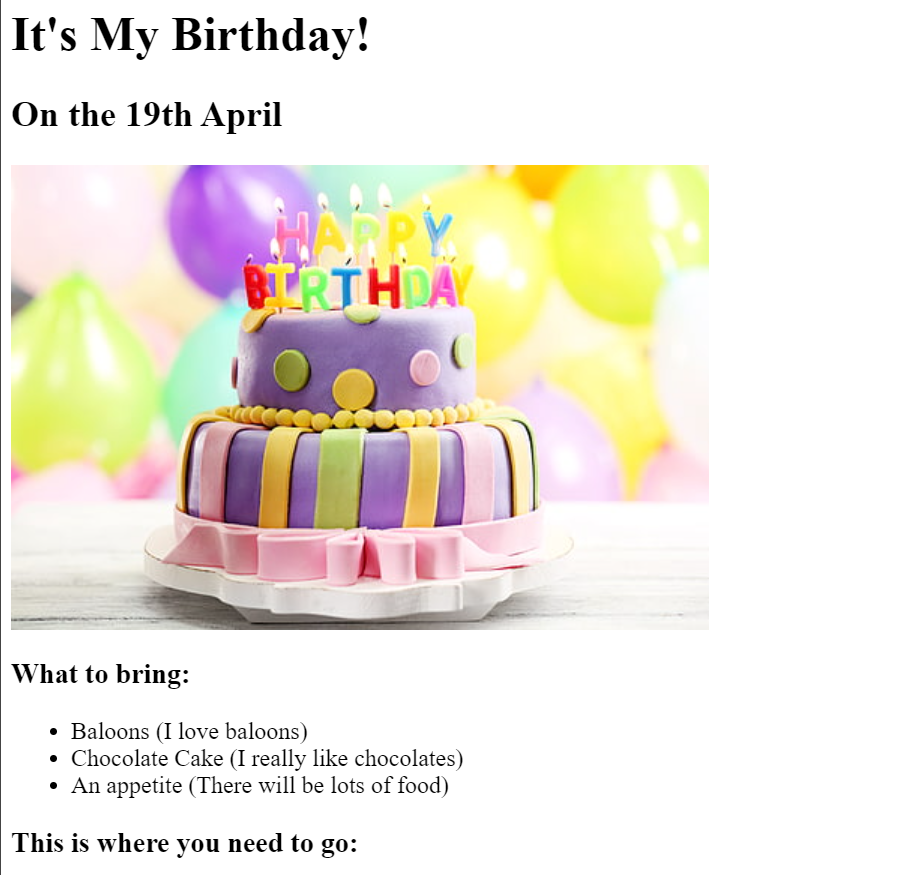 It's My Birthday!
On the 19th April
HAPPY
BIRTHDAY
What to bring:
Baloons (I love baloons)
Chocolate Cake (I really like chocolates)
An appetite (There will be lots of food)
This is where you need to go: